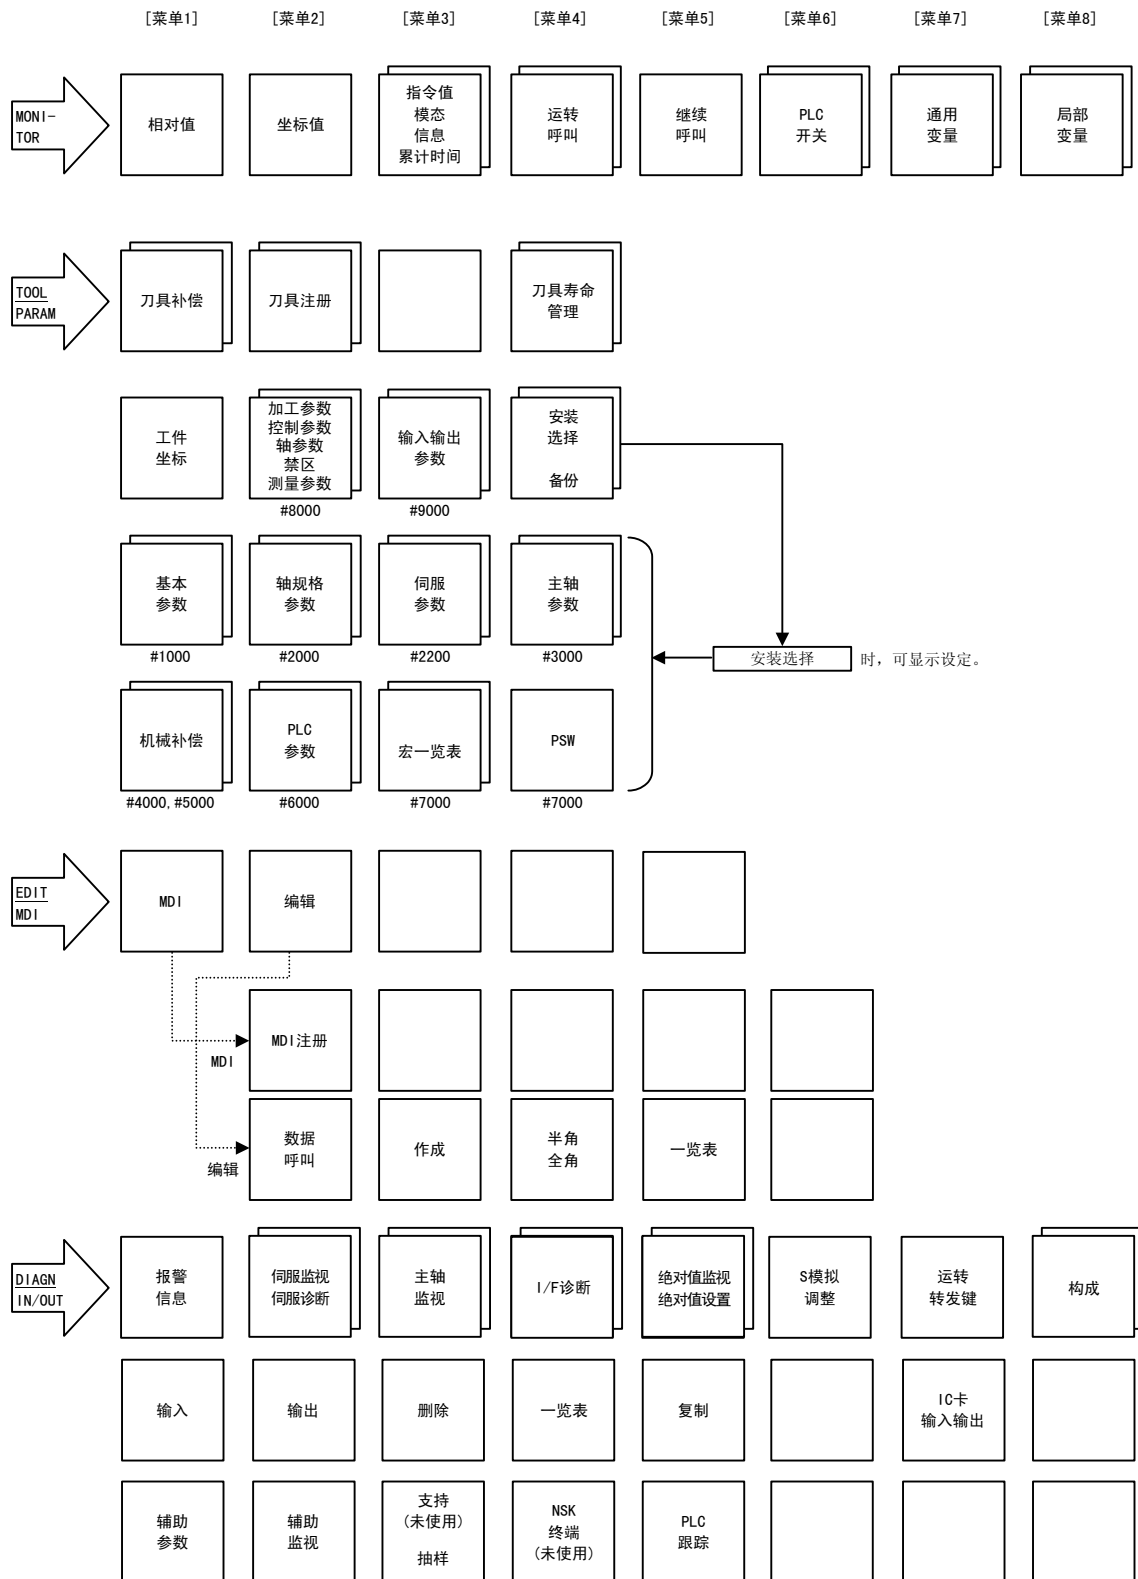 [菜单1] [菜单2] [菜单3] [菜单4] [菜单5] [菜单6] [菜单7] [菜单8]
MONI-
TOR
相对值
坐标值
指令值
模态
信息
累计时间
运转
呼叫
继续
呼叫
PLC
开关
通用
变量
局部
变量
TOOL
PARAM
刀具补偿
刀具注册
刀具寿命
管理
工件
坐标
加工参数
控制参数
轴参数
禁区
测量参数
#8000
输入输出
参数
#9000
安装
选择
备份
基本
参数
#1000
轴规格
参数
#2000
伺服
参数
#2200
主轴
参数
#3000
安装选择 时，可显示设定。
机械补偿
#4000,#5000
PLC
参数
#6000
宏一览表
#7000
PSW
#7000
EDIT
MDI
MDI
编辑
MDI
MDI注册
编辑
数据
呼叫
作成
半角
全角
一览表
DIAGN
IN/OUT
报警
信息
伺服监视
伺服诊断
主轴
监视
I/F诊断
绝对值监视
绝对值设置
S模拟
调整
运转
转发键
构成
输入
输出
删除
一览表
复制
IC卡
输入输出
辅助
参数
辅助
监视
支持
(未使用)
抽样
NSK
终端
(未使用)
PLC
跟踪